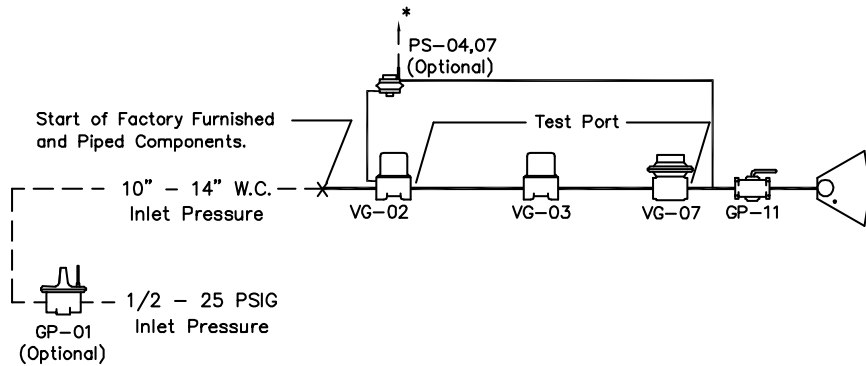 *
PS-04,07
(Optional)
Start of Factory Furnished
and Piped Components.
Test Port
10" - 14" W.C.
Inlet Pressure
VG-02
VG-03
VG-07
GP-11
1/2 - 25 PSIG
Inlet Pressure
GP-01
(Optional)